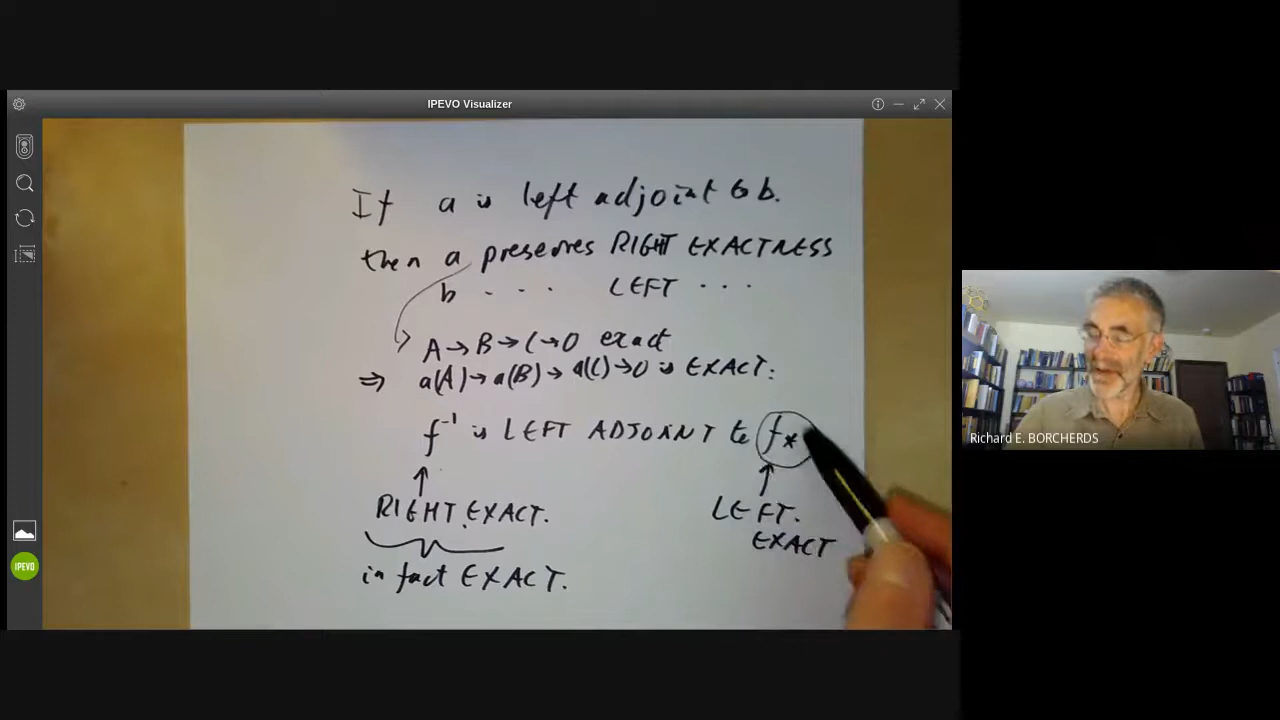 IPEVO Visualizer
If a is left adjoint to b.
then a preserves RIGHT EXACTNESS
b . . . LEFT . . .
A → B → C → 0 exact
⇒ a(A) → a(B) → a(C) → 0 is EXACT:
f⁻¹ is LEFT ADJOINT to f*
↑ ↑
RIGHT EXACT. LEFT.
EXACT
in fact EXACT.
Richard E. BORCHERDS
IPEVO